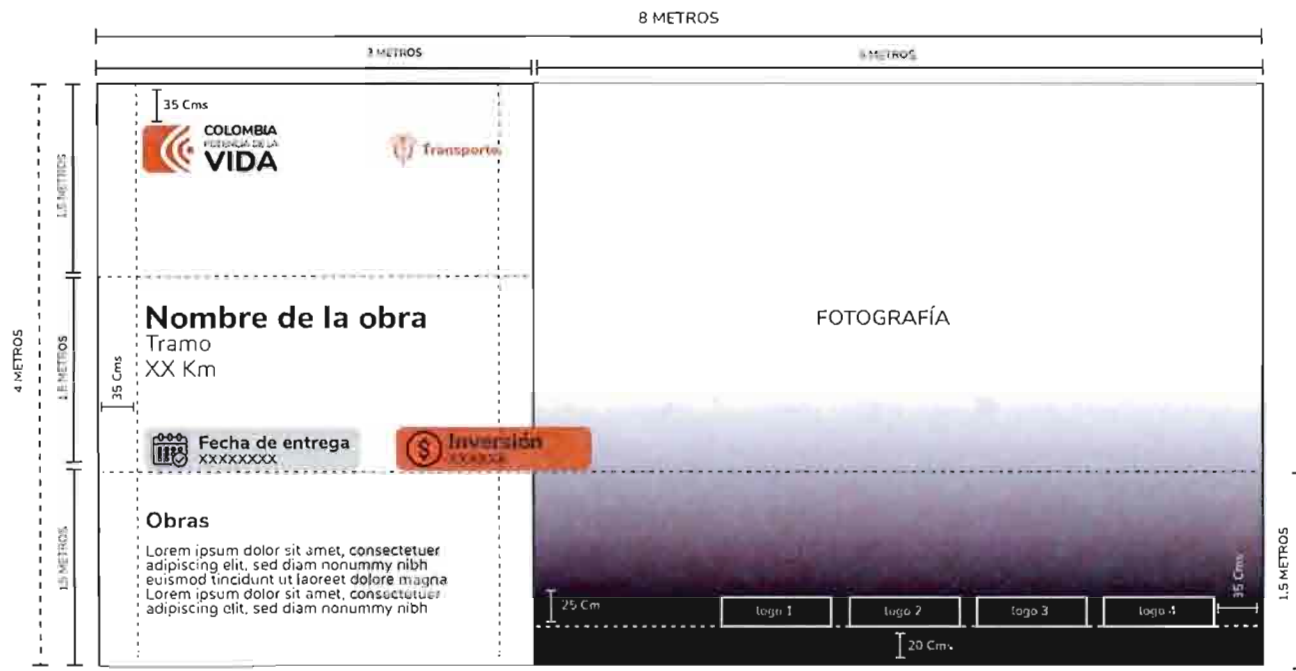 8 METROS
3 METROS
5 METROS
35 Cms
COLOMBIA
POTENCIA DE LA
VIDA
Transporte
1.5 METROS
4 METROS
1.5 METROS
35 Cms
Nombre de la obra
Tramo
XX Km
FOTOGRAFÍA
Fecha de entrega
XXXXXXXX
$
Inversión
XXXXXXX
1.5 METROS
Obras
Lorem ipsum dolor sit amet, consectetuer
adipiscing elit, sed diam nonummy nibh
euismod tincidunt ut laoreet dolore magna
Lorem ipsum dolor sit amet, consectetuer
adipiscing elit, sed diam nonummy nibh
25 Cm
logo 1
logo 2
logo 3
logo 4
35 Cms
1.5 METROS
20 Cms